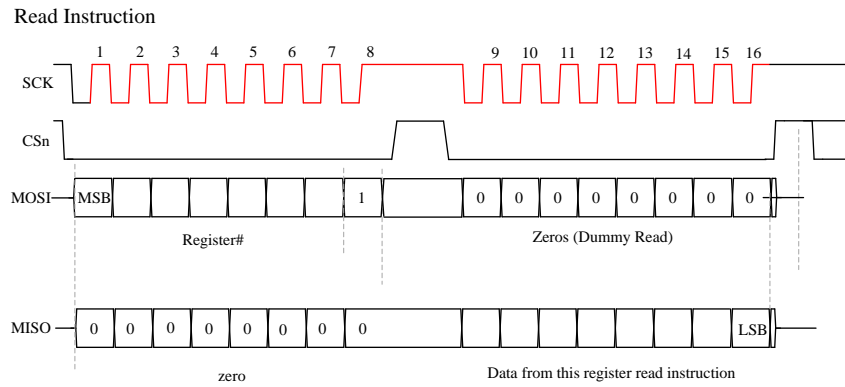 Read Instruction
1 2 3 4 5 6 7 8 9 10 11 12 13 14 15 16
SCK
CSn
MOSI MSB 1 0 0 0 0 0 0 0 0
Register# Zeros (Dummy Read)
MISO 0 0 0 0 0 0 0 0 LSB
zero Data from this register read instruction